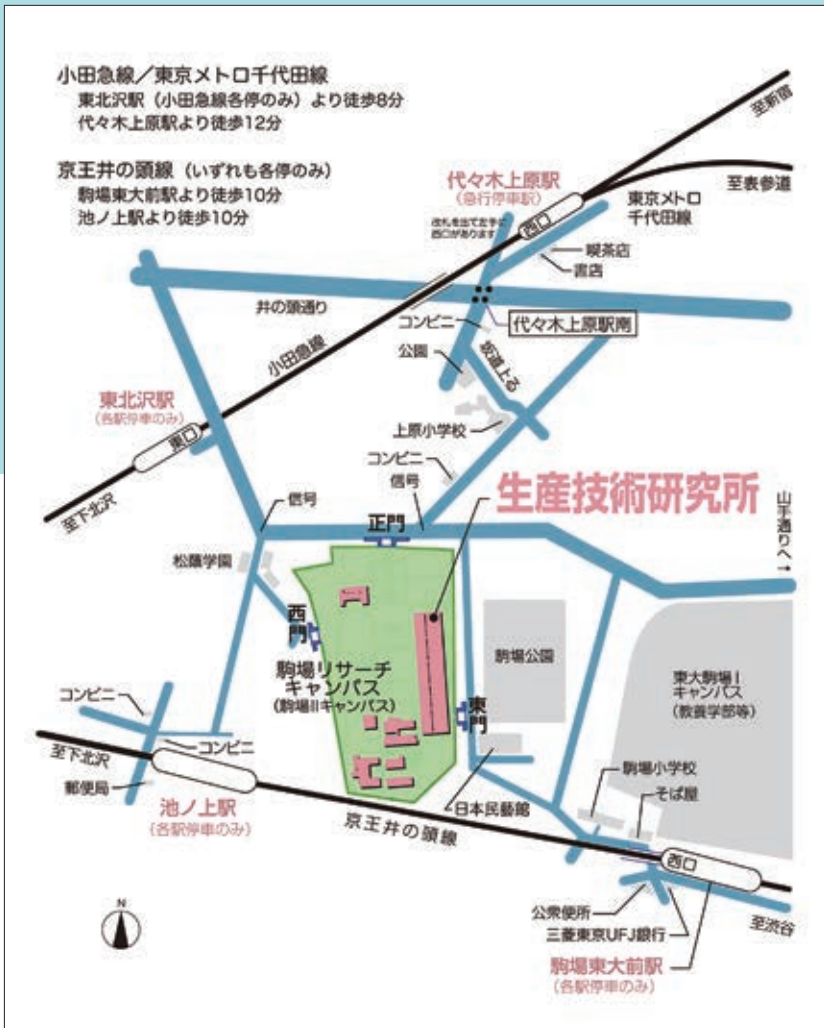 小田急線／東京メトロ千代田線
東北沢駅（小田急線各停のみ）より徒歩8分
代々木上原駅より徒歩12分
京王井の頭線（いずれも各停のみ）
駒場東大前駅より徒歩10分
池ノ上駅より徒歩10分
至新宿
代々木上原駅
（急行停車駅）
至表参道
東京メトロ
千代田線
西口
改札を出て左手に
西口があります
喫茶店
書店
井の頭通り
コンビニ
代々木上原駅南
小田急線
公園
坂道上る
東北沢駅
（各駅停車のみ）
東口
上原小学校
コンビニ
信号
生産技術研究所
至下北沢
信号
正門
山手通りへ→
松蔭学園
西門
駒場リサーチ
キャンパス
（駒場IIキャンパス）
駒場公園
東大駒場I
キャンパス
（教養学部等）
東門
コンビニ
コンビニ
至下北沢
郵便局
池ノ上駅
（各駅停車のみ）
京王井の頭線
日本民藝館
駒場小学校
そば屋
西口
N
公衆便所
三菱東京UFJ銀行
至渋谷
駒場東大前駅
（各駅停車のみ）